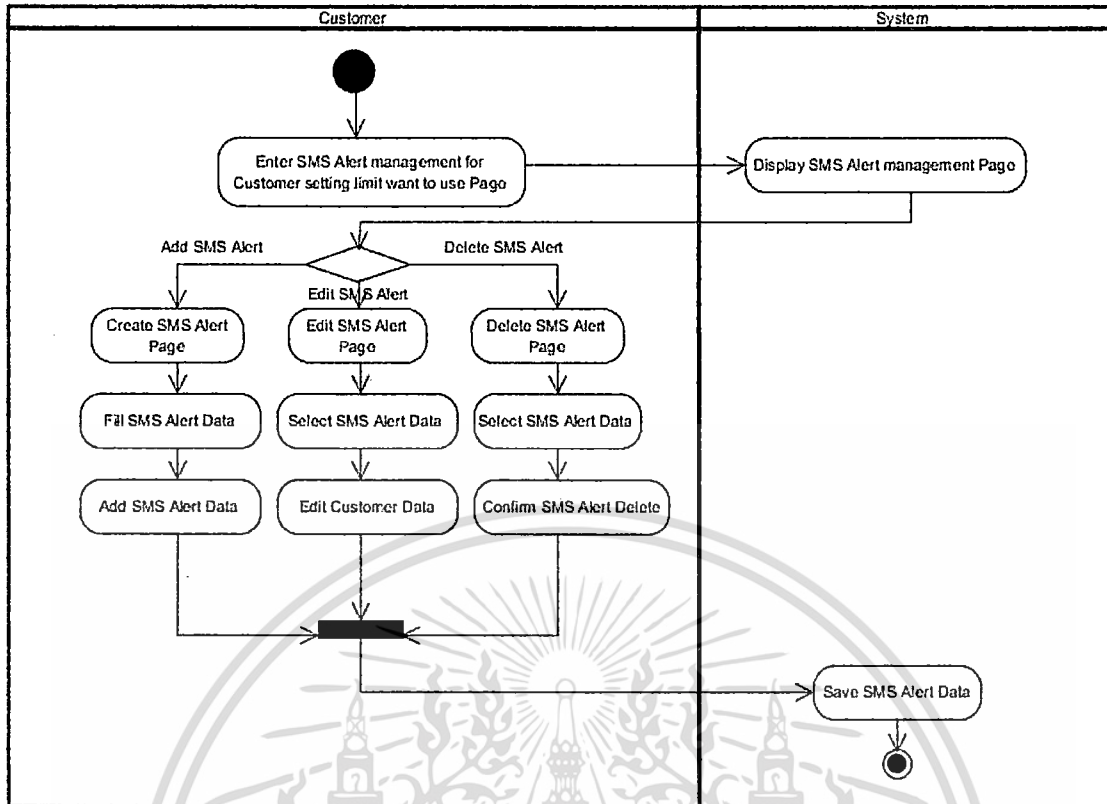 Customer
System
Enter SMS Alert management for
Customer setting limit want to use Page
Display SMS Alert management Page
Add SMS Alert
Delete SMS Alert
Edit SMS Alert
Create SMS Alert
Page
Edit SMS Alert
Page
Delete SMS Alert
Page
Fill SMS Alert Data
Select SMS Alert Data
Select SMS Alert Data
Add SMS Alert Data
Edit Customer Data
Confirm SMS Alert Delete
Save SMS Alert Data